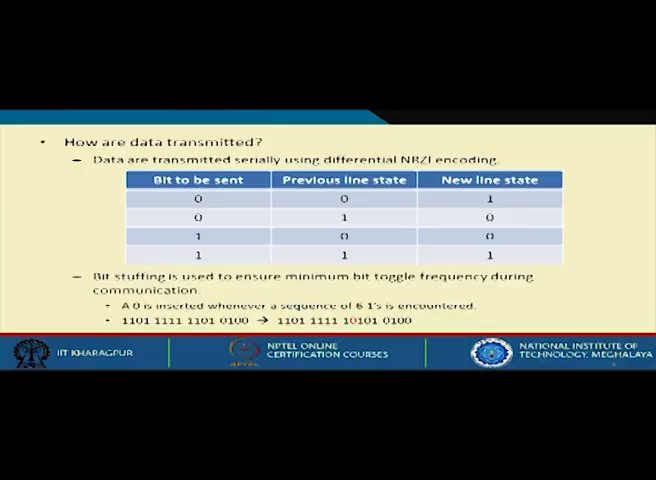 How are data transmitted?
– Data are transmitted serially using differential NRZI encoding.
Bit to be sent Previous line state New line state
0 0 1
0 1 0
1 0 0
1 1 1
– Bit stuffing is used to ensure minimum bit toggle frequency during
communication.
• A 0 is inserted whenever a sequence of 6 1's is encountered.
• 1101 1111 1101 0100 → 1101 1111 10101 0100
IIT KHARAGPUR
NPTEL ONLINE
CERTIFICATION COURSES
NPTEL
NATIONAL INSTITUTE OF
TECHNOLOGY, MEGHALAYA